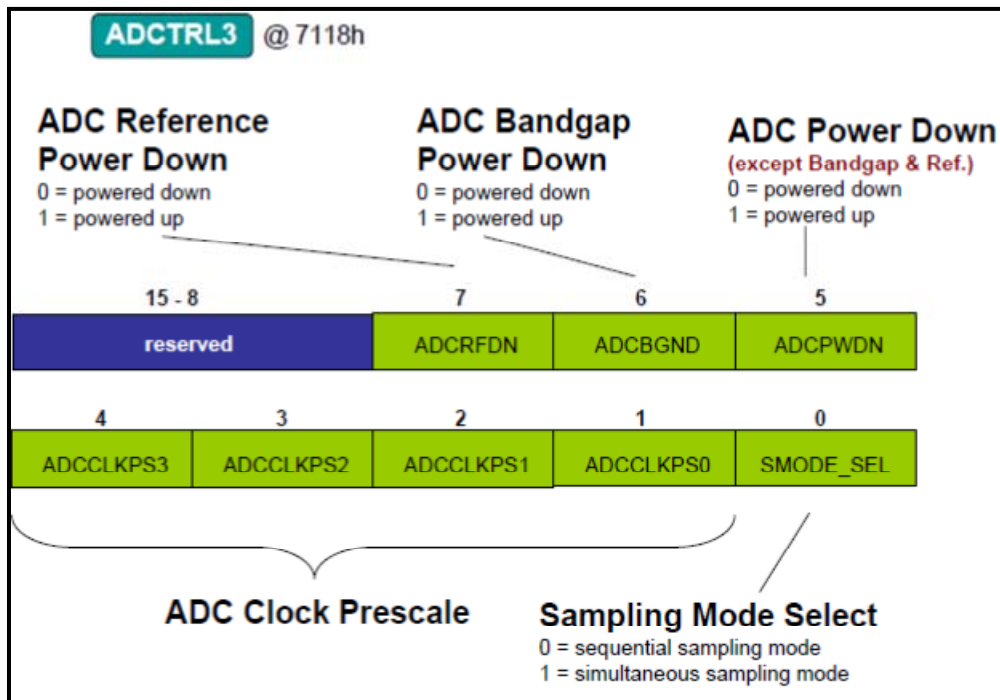 ADCTRL3 @ 7118h
ADC Reference
Power Down
0 = powered down
1 = powered up
ADC Bandgap
Power Down
0 = powered down
1 = powered up
ADC Power Down
(except Bandgap & Ref.)
0 = powered down
1 = powered up
15 - 8 7 6 5
reserved ADCRFDN ADCBGND ADCPWDN
4 3 2 1 0
ADCCLKPS3 ADCCLKPS2 ADCCLKPS1 ADCCLKPS0 SMODE_SEL
ADC Clock Prescale
Sampling Mode Select
0 = sequential sampling mode
1 = simultaneous sampling mode